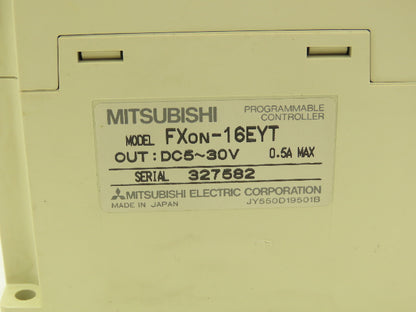 MITSUBISHI PROGRAMMABLE CONTROLLER
MODEL FXON-16EYT
OUT:DC5~30V 0.5A MAX
SERIAL 327582
MITSUBISHI ELECTRIC CORPORATION
MADE IN JAPAN JY550D19501B